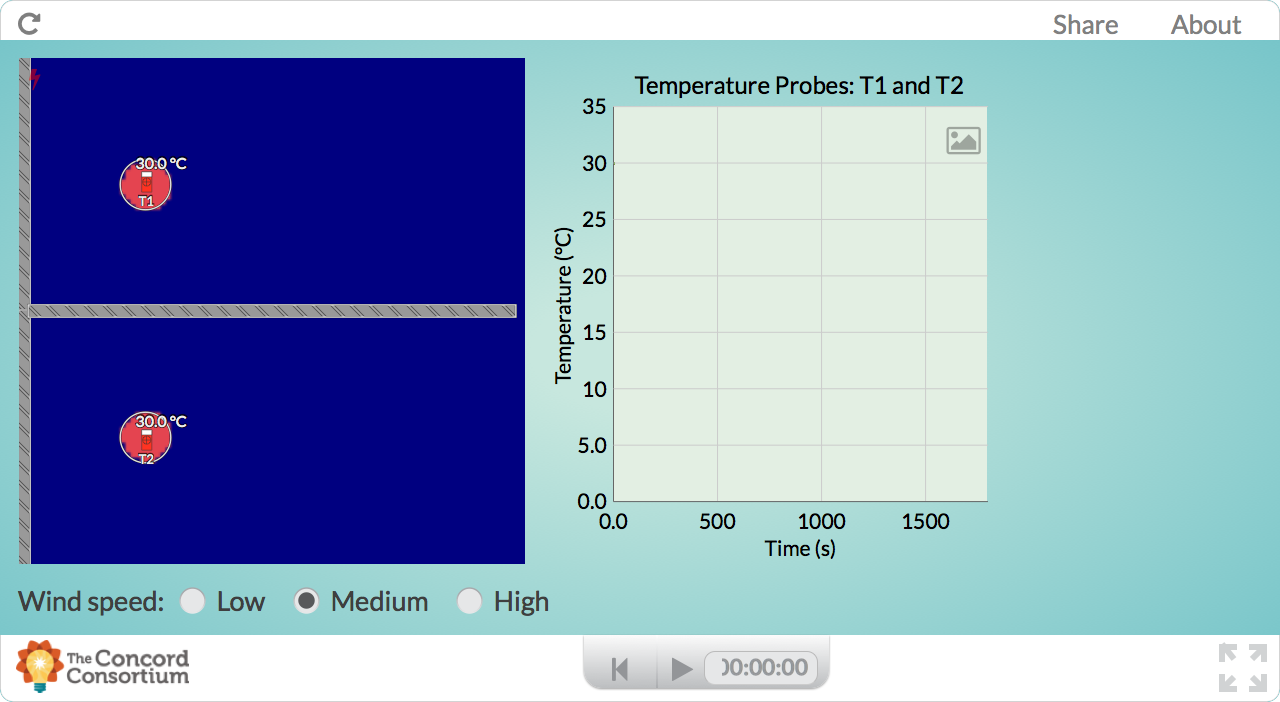 Share About
Temperature Probes: T1 and T2
30.0 °C
T1
30.0 °C
T2
35
30
25
20
15
10
5.0
0.0
Temperature (°C)
0.0 500 1000 1500
Time (s)
Wind speed: Low Medium High
The Concord
Consortium
00:00:00